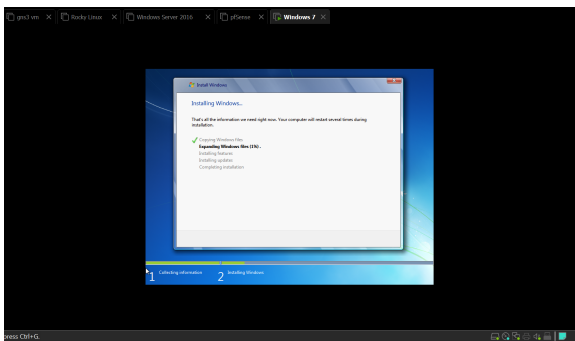 gns3 vm
Rocky Linux
Windows Server 2016
pfSense
Windows 7
Install Windows
Installing Windows...
That's all the information we need right now. Your computer will restart several times during
installation.
Copying Windows files
Expanding Windows files (1%) .
Installing features
Installing updates
Completing installation
1 Collecting information
2 Installing Windows
press Ctrl+G.